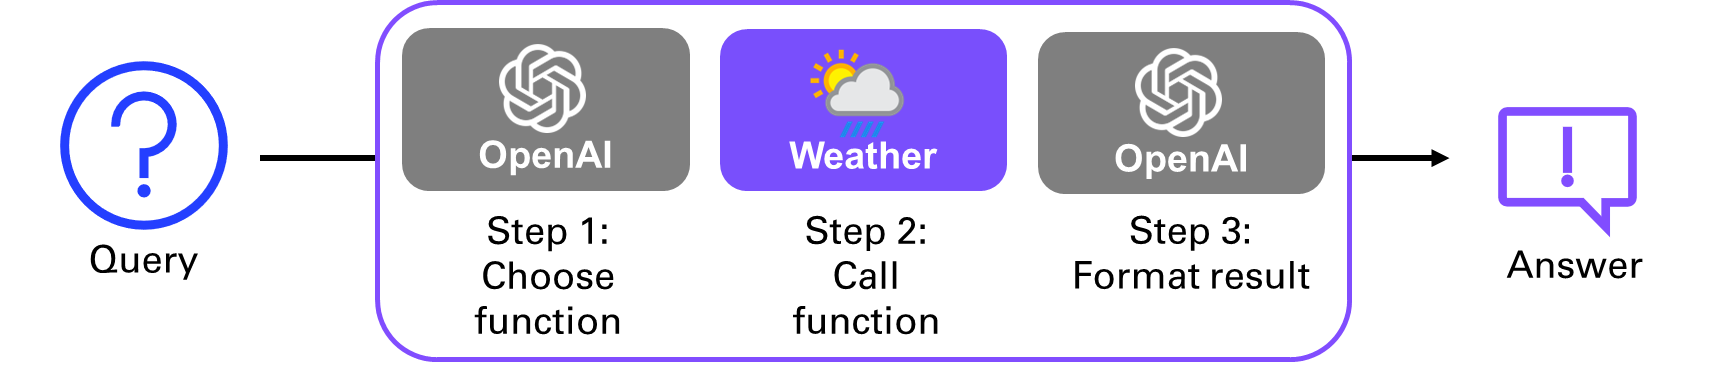 ?
Query
OpenAI
Step 1:
Choose
function
Weather
Step 2:
Call
function
OpenAI
Step 3:
Format result
!
Answer